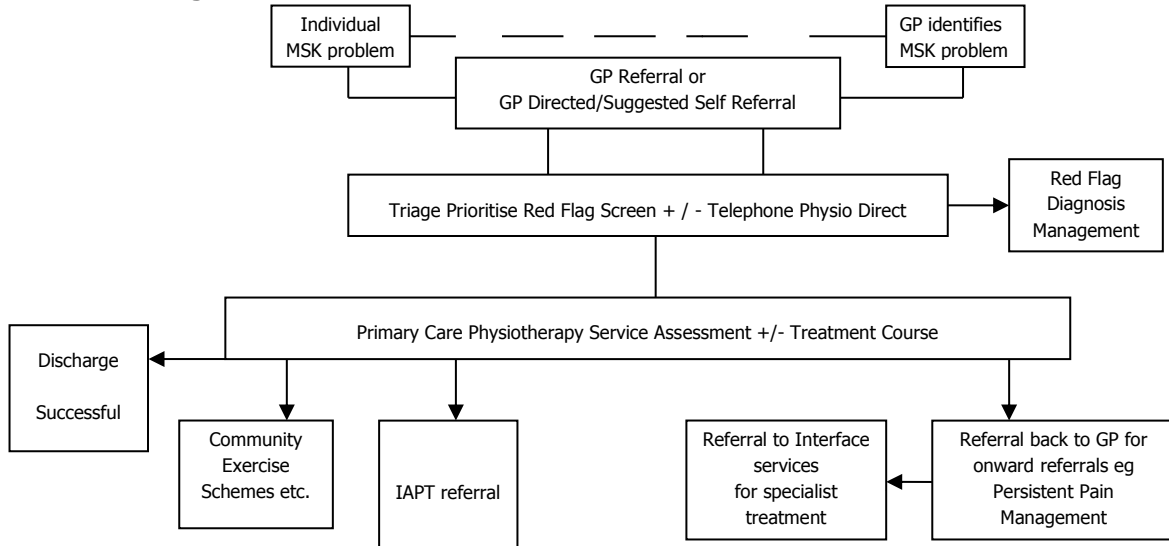 Individual
MSK problem
GP identifies
MSK problem
GP Referral or
GP Directed/Suggested Self Referral
Triage Prioritise Red Flag Screen + / - Telephone Physio Direct
Red Flag
Diagnosis
Management
Primary Care Physiotherapy Service Assessment +/- Treatment Course
Discharge
Successful
Community
Exercise
Schemes etc.
IAPT referral
Referral to Interface
services
for specialist
treatment
Referral back to GP for
onward referrals eg
Persistent Pain
Management